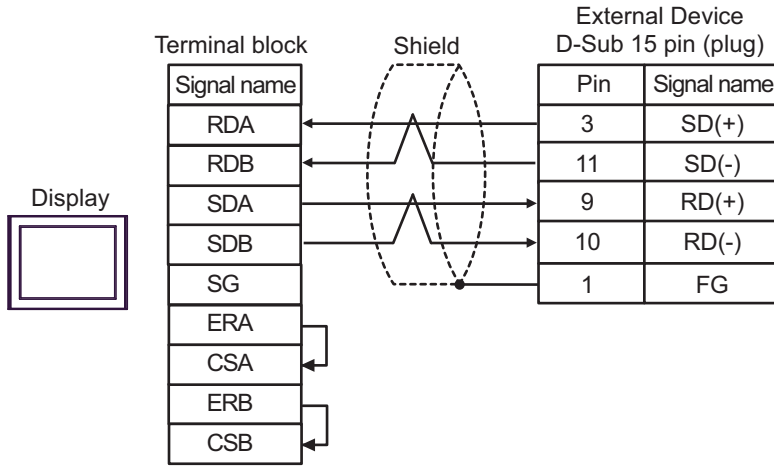 External Device
Terminal block Shield D-Sub 15 pin (plug)
Signal name Pin Signal name
RDA 3 SD(+)
RDB 11 SD(-)
Display SDA 9 RD(+)
SDB 10 RD(-)
SG 1 FG
ERA
CSA
ERB
CSB